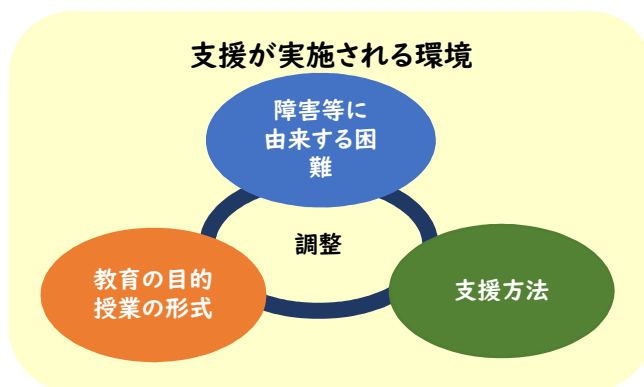 支援が実施される環境
障害等に
由来する困
難
調整
教育の目的
授業の形式
支援方法